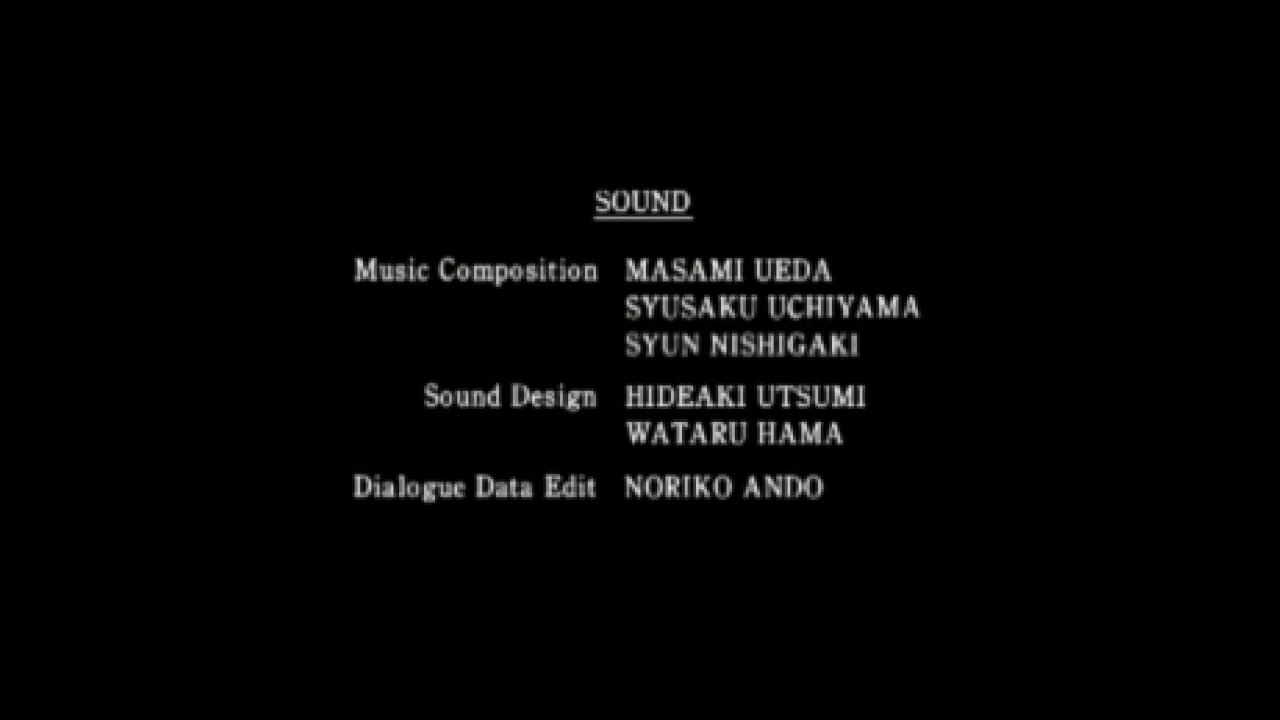 SOUND
Music Composition MASAMI UEDA
SYUSAKU UCHIYAMA
SYUN NISHIGAKI
Sound Design HIDEAKI UTSUMI
WATARU HAMA
Dialogue Data Edit NORIKO ANDO